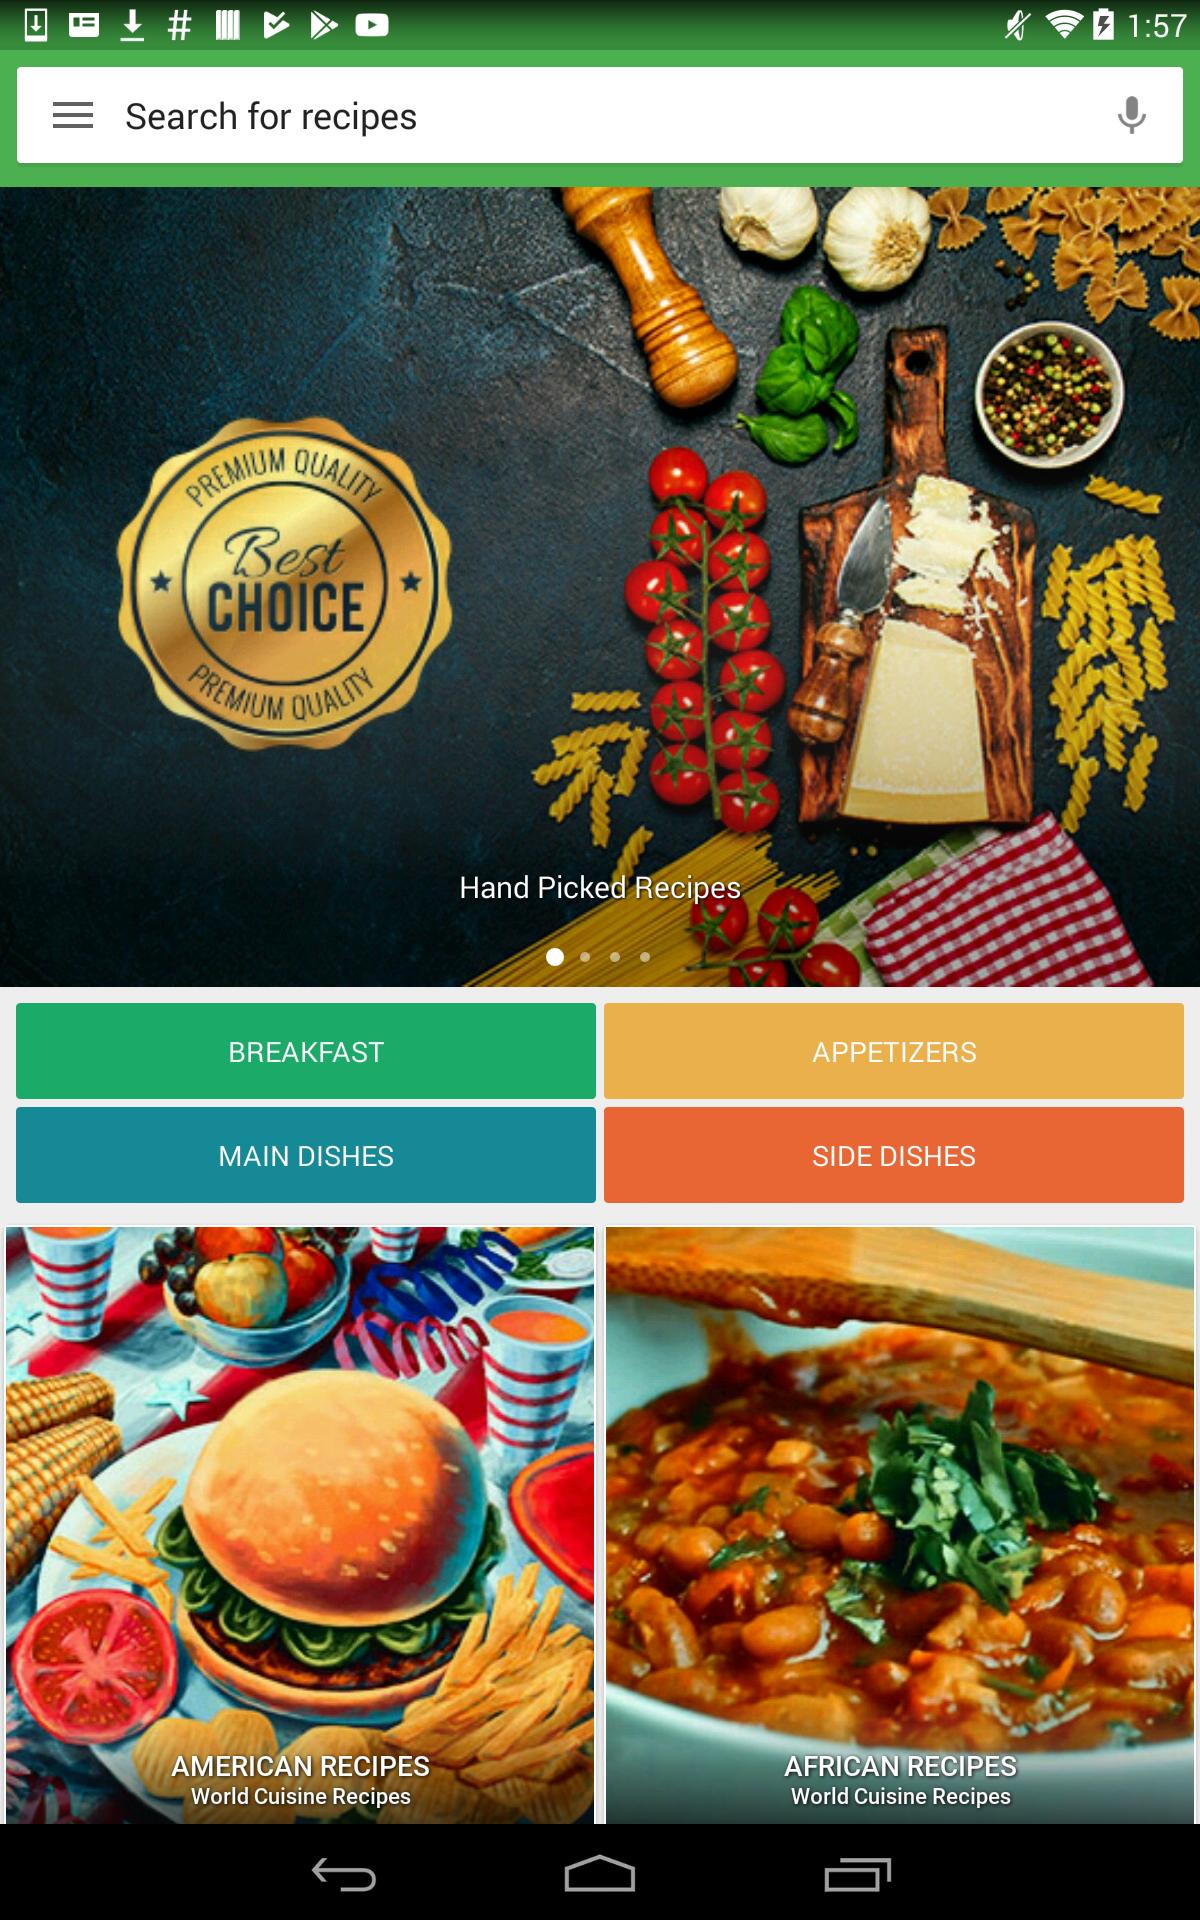 1:57
Search for recipes
PREMIUM QUALITY
Best
CHOICE
PREMIUM QUALITY
Hand Picked Recipes
BREAKFAST
APPETIZERS
MAIN DISHES
SIDE DISHES
AMERICAN RECIPES
World Cuisine Recipes
AFRICAN RECIPES
World Cuisine Recipes